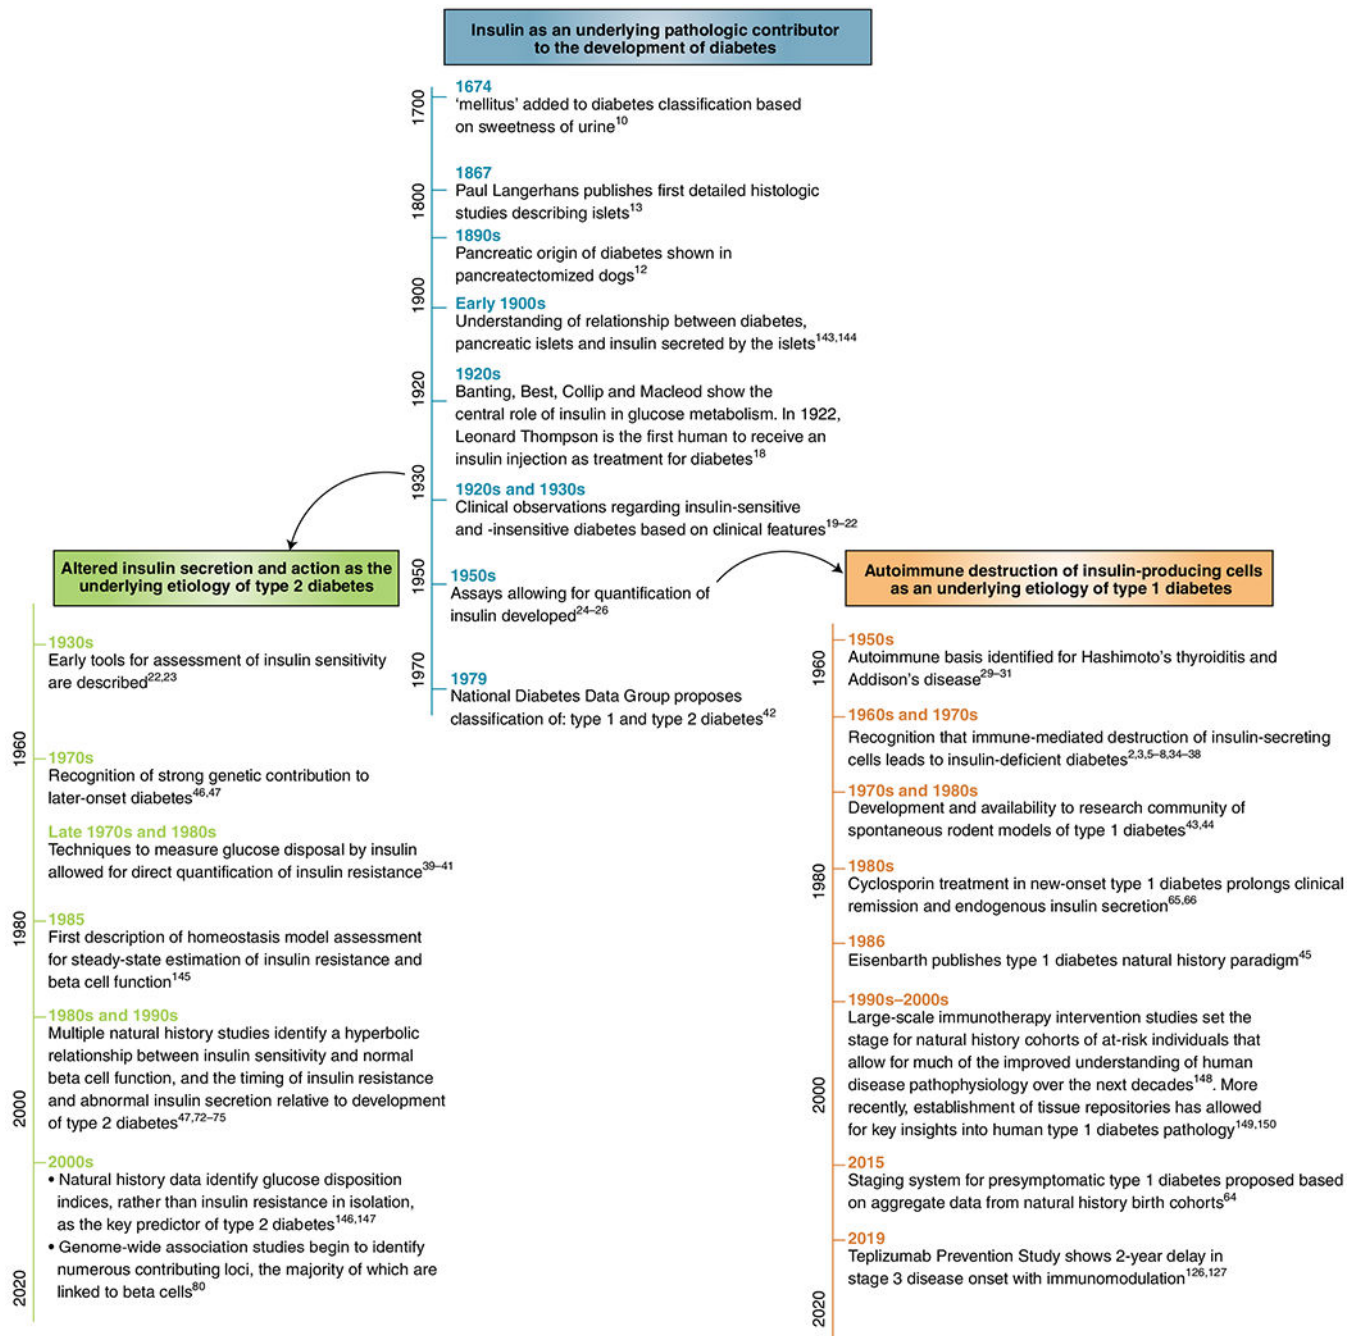 Insulin as an underlying pathologic contributor
to the development of diabetes
1700
1800
1900
1920
1930
1950
1970
1674
‘mellitus’ added to diabetes classification based
on sweetness of urine10
1867
Paul Langerhans publishes first detailed histologic
studies describing islets13
1890s
Pancreatic origin of diabetes shown in
pancreatectomized dogs12
Early 1900s
Understanding of relationship between diabetes,
pancreatic islets and insulin secreted by the islets143,144
1920s
Banting, Best, Collip and Macleod show the
central role of insulin in glucose metabolism. In 1922,
Leonard Thompson is the first human to receive an
insulin injection as treatment for diabetes18
1920s and 1930s
Clinical observations regarding insulin-sensitive
and -insensitive diabetes based on clinical features19–22
1950s
Assays allowing for quantification of
insulin developed24–26
1979
National Diabetes Data Group proposes
classification of: type 1 and type 2 diabetes42
Altered insulin secretion and action as the
underlying etiology of type 2 diabetes
1960
1980
2000
2020
1930s
Early tools for assessment of insulin sensitivity
are described22,23
1970s
Recognition of strong genetic contribution to
later-onset diabetes46,47
Late 1970s and 1980s
Techniques to measure glucose disposal by insulin
allowed for direct quantification of insulin resistance39–41
1985
First description of homeostasis model assessment
for steady-state estimation of insulin resistance and
beta cell function145
1980s and 1990s
Multiple natural history studies identify a hyperbolic
relationship between insulin sensitivity and normal
beta cell function, and the timing of insulin resistance
and abnormal insulin secretion relative to development
of type 2 diabetes47,72–75
2000s
• Natural history data identify glucose disposition
indices, rather than insulin resistance in isolation,
as the key predictor of type 2 diabetes146,147
• Genome-wide association studies begin to identify
numerous contributing loci, the majority of which are
linked to beta cells80
Autoimmune destruction of insulin-producing cells
as an underlying etiology of type 1 diabetes
1960
1980
2000
2020
1950s
Autoimmune basis identified for Hashimoto’s thyroiditis and
Addison’s disease29–31
1960s and 1970s
Recognition that immune-mediated destruction of insulin-secreting
cells leads to insulin-deficient diabetes2,3,5–8,34–38
1970s and 1980s
Development and availability to research community of
spontaneous rodent models of type 1 diabetes43,44
1980s
Cyclosporin treatment in new-onset type 1 diabetes prolongs clinical
remission and endogenous insulin secretion65,66
1986
Eisenbarth publishes type 1 diabetes natural history paradigm45
1990s–2000s
Large-scale immunotherapy intervention studies set the
stage for natural history cohorts of at-risk individuals that
allow for much of the improved understanding of human
disease pathophysiology over the next decades148. More
recently, establishment of tissue repositories has allowed
for key insights into human type 1 diabetes pathology149,150
2015
Staging system for presymptomatic type 1 diabetes proposed based
on aggregate data from natural history birth cohorts64
2019
Teplizumab Prevention Study shows 2-year delay in
stage 3 disease onset with immunomodulation126,127